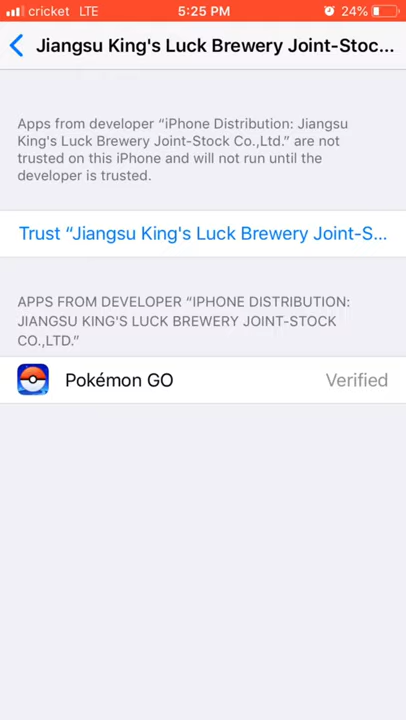 cricket LTE 5:25 PM 24%
Jiangsu King's Luck Brewery Joint-Stoc...
Apps from developer “iPhone Distribution: Jiangsu
King's Luck Brewery Joint-Stock Co.,Ltd.” are not
trusted on this iPhone and will not run until the
developer is trusted.
Trust “Jiangsu King's Luck Brewery Joint-S...
APPS FROM DEVELOPER “IPHONE DISTRIBUTION:
JIANGSU KING'S LUCK BREWERY JOINT-STOCK
CO.,LTD.”
Pokémon GO Verified